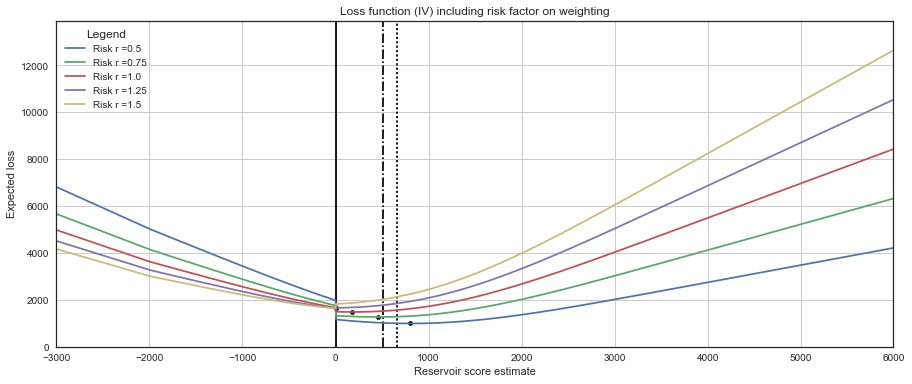 Loss function (IV) including risk factor on weighting
Legend
Risk r =0.5
Risk r =0.75
Risk r =1.0
Risk r =1.25
Risk r =1.5
Expected loss
12000
10000
8000
6000
4000
2000
0
−3000 −2000 −1000 0 1000 2000 3000 4000 5000 6000
Reservoir score estimate